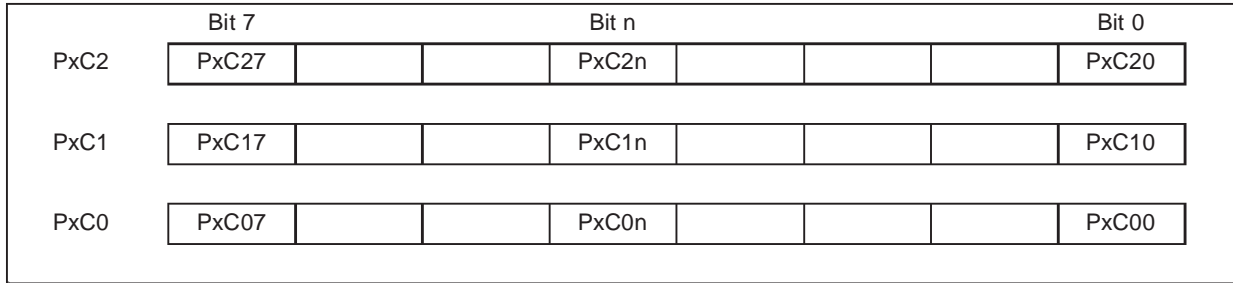 Bit 7 Bit n Bit 0
PxC2 PxC27 PxC2n PxC20
PxC1 PxC17 PxC1n PxC10
PxC0 PxC07 PxC0n PxC00